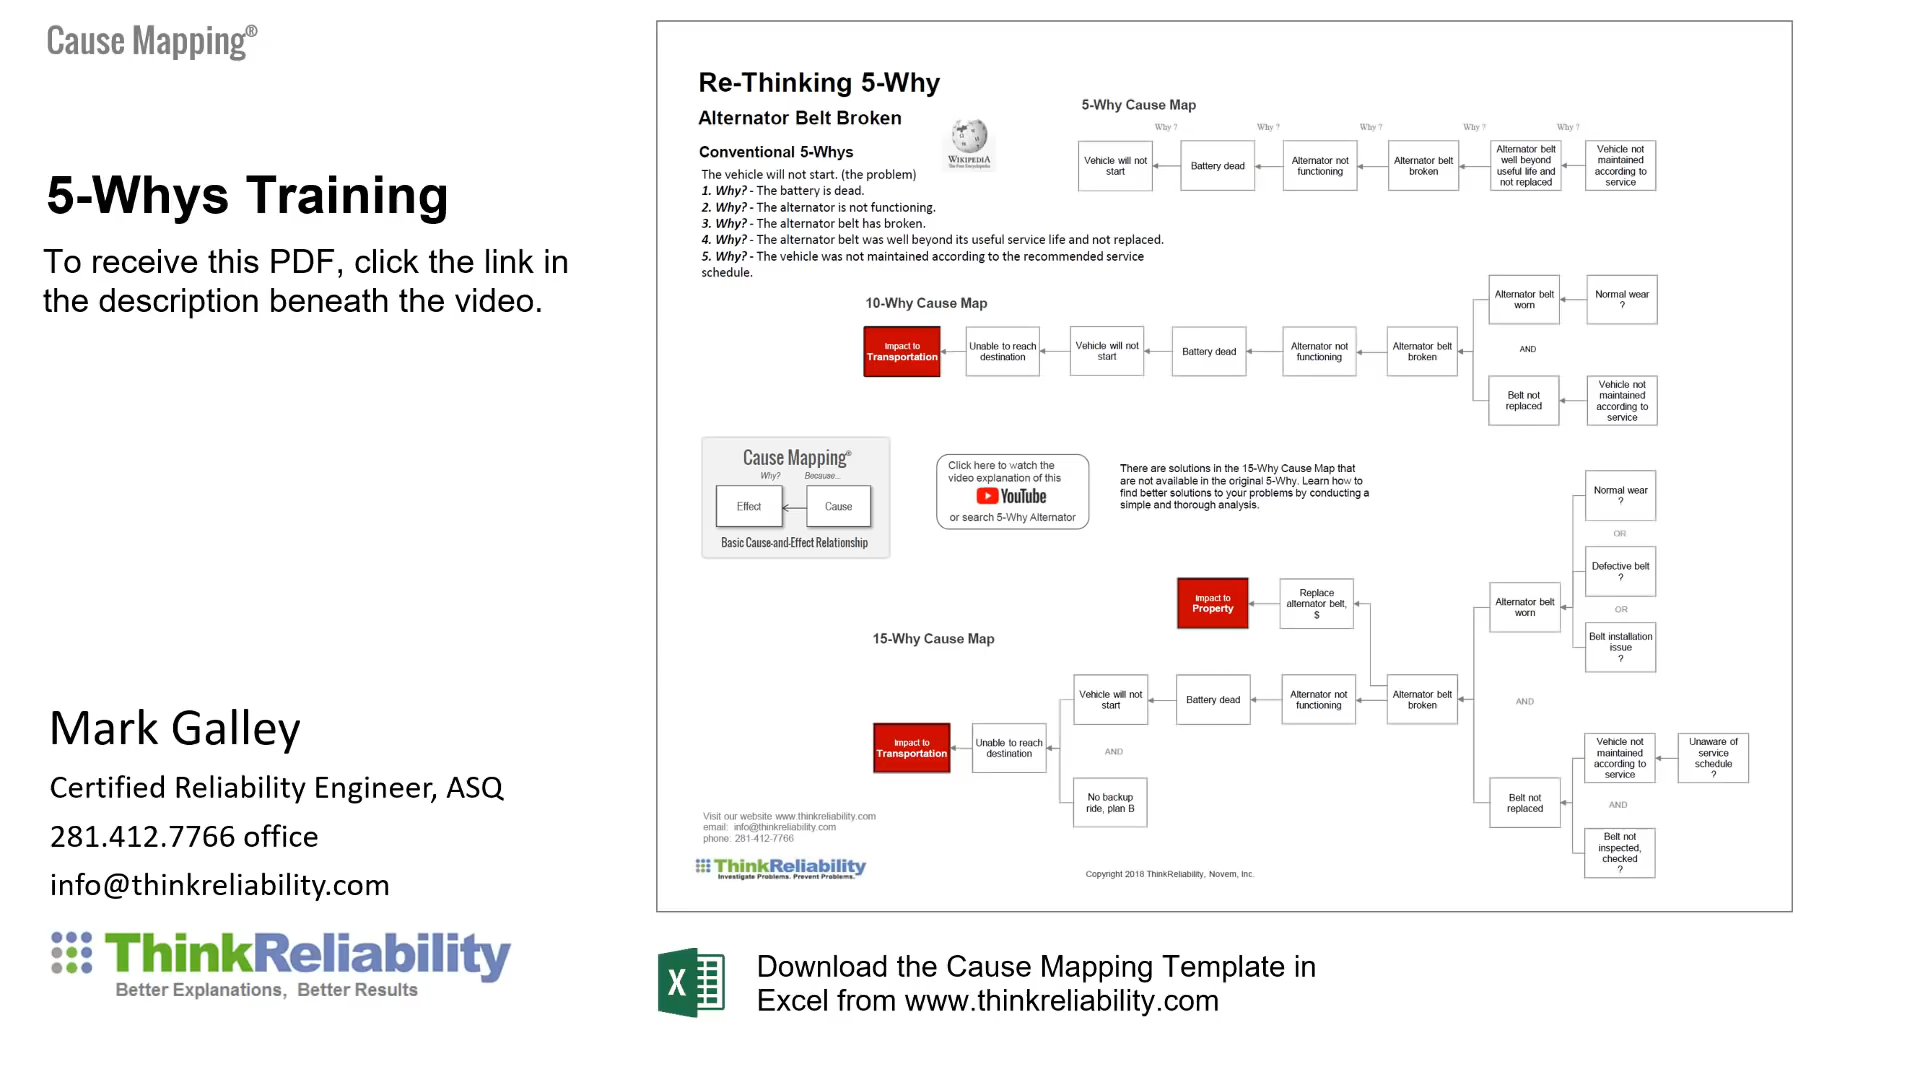 Cause Mapping®
5-Whys Training
To receive this PDF, click the link in
the description beneath the video.
Mark Galley
Certified Reliability Engineer, ASQ
281.412.7766 office
info@thinkreliability.com
ThinkReliability
Better Explanations, Better Results
Re-Thinking 5-Why
Alternator Belt Broken
WIKIPEDIA
The Free Encyclopedia
Conventional 5-Whys
The vehicle will not start. (the problem)
1. Why? - The battery is dead.
2. Why? - The alternator is not functioning.
3. Why? - The alternator belt has broken.
4. Why? - The alternator belt was well beyond its useful service life and not replaced.
5. Why? - The vehicle was not maintained according to the recommended service
schedule.
5-Why Cause Map
Why ? Why ? Why ? Why ? Why ?
Vehicle will not
start
Battery dead
Alternator not
functioning
Alternator belt
broken
Alternator belt
well beyond
useful life and
not replaced
Vehicle not
maintained
according to
service
10-Why Cause Map
Impact to
Transportation
Unable to reach
destination
Vehicle will not
start
Battery dead
Alternator not
functioning
Alternator belt
broken
Alternator belt
worn
Normal wear
?
AND
Belt not
replaced
Vehicle not
maintained
according to
service
Cause Mapping®
Why? Because...
Effect
Cause
Basic Cause-and-Effect Relationship
Click here to watch the
video explanation of this
YouTube
or search 5-Why Alternator
There are solutions in the 15-Why Cause Map that
are not available in the original 5-Why. Learn how to
find better solutions to your problems by conducting a
simple and thorough analysis.
15-Why Cause Map
Impact to
Property
Replace
alternator belt,
$
Impact to
Transportation
Unable to reach
destination
Vehicle will not
start
AND
No backup
ride, plan B
Battery dead
Alternator not
functioning
Alternator belt
broken
Alternator belt
worn
Normal wear
?
OR
Defective belt
?
OR
Belt installation
issue
?
AND
Belt not
replaced
Vehicle not
maintained
according to
service
Unaware of
service
schedule
?
AND
Belt not
inspected,
checked
?
Visit our website www.thinkreliability.com
email: info@thinkreliability.com
phone: 281-412-7766
ThinkReliability
Investigate Problems. Prevent Problems.
Copyright 2018 ThinkReliability, Novem, Inc.
X
Download the Cause Mapping Template in
Excel from www.thinkreliability.com